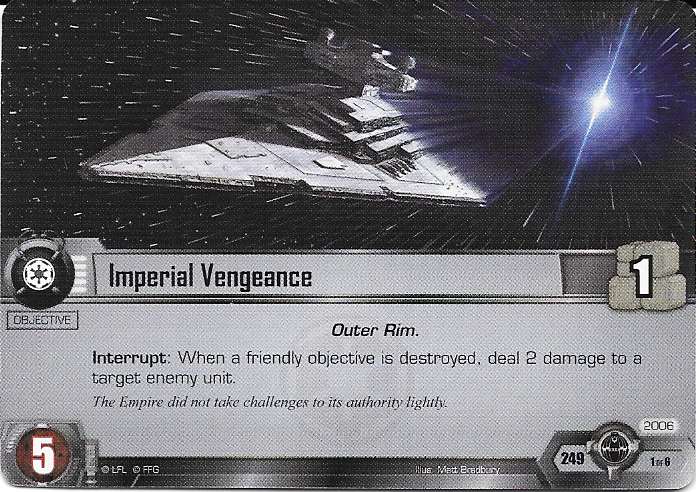 Imperial Vengeance
1
OBJECTIVE
Outer Rim.
Interrupt: When a friendly objective is destroyed, deal 2 damage to a
target enemy unit.
The Empire did not take challenges to its authority lightly.
5
© LFL © FFG
Illus. Matt Bradbury
249
2006
1 OF 6